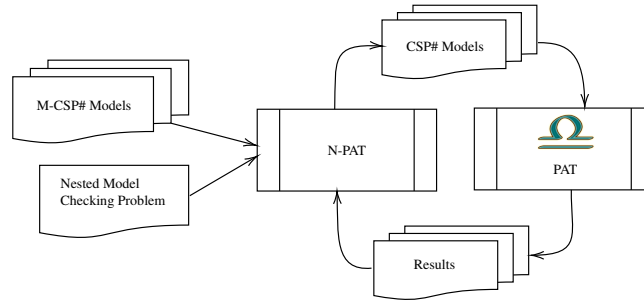 CSP# Models
M-CSP# Models
N-PAT
PAT
Nested Model
Checking Problem
Results